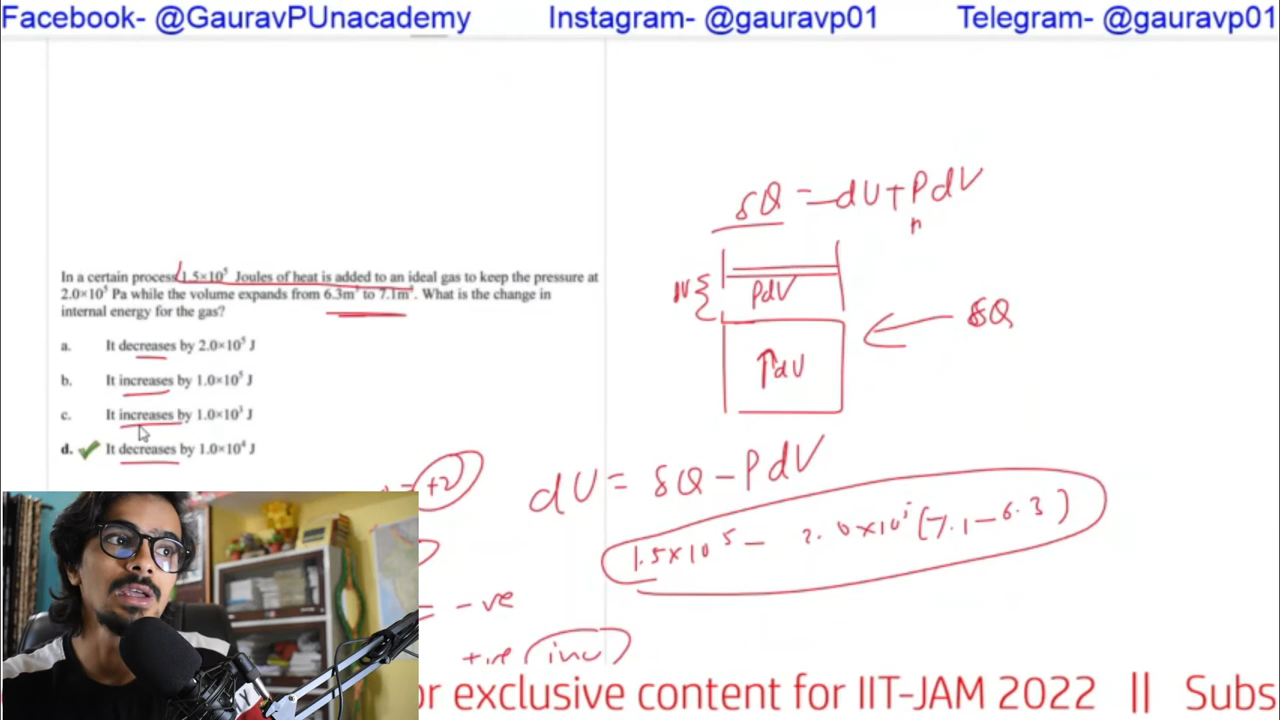 Facebook- @GauravPUnacademy Instagram- @gauravp01 Telegram- @gauravp01
In a certain process 1.5×10⁵ Joules of heat is added to an ideal gas to keep the pressure at
2.0×10⁵ Pa while the volume expands from 6.3m³ to 7.1m³. What is the change in
internal energy for the gas?
a. It decreases by 2.0×10⁵ J
b. It increases by 1.0×10⁵ J
c. It increases by 1.0×10³ J
d. It decreases by 1.0×10⁴ J
δQ = dU+PdV
PdV
δQ
↑dU
dU = δQ - PdV
1.5×10⁵ - 2.0×10⁵(7.1-6.3)
= +2
= -ve
+ive (inc)
or exclusive content for IIT-JAM 2022 || Subs